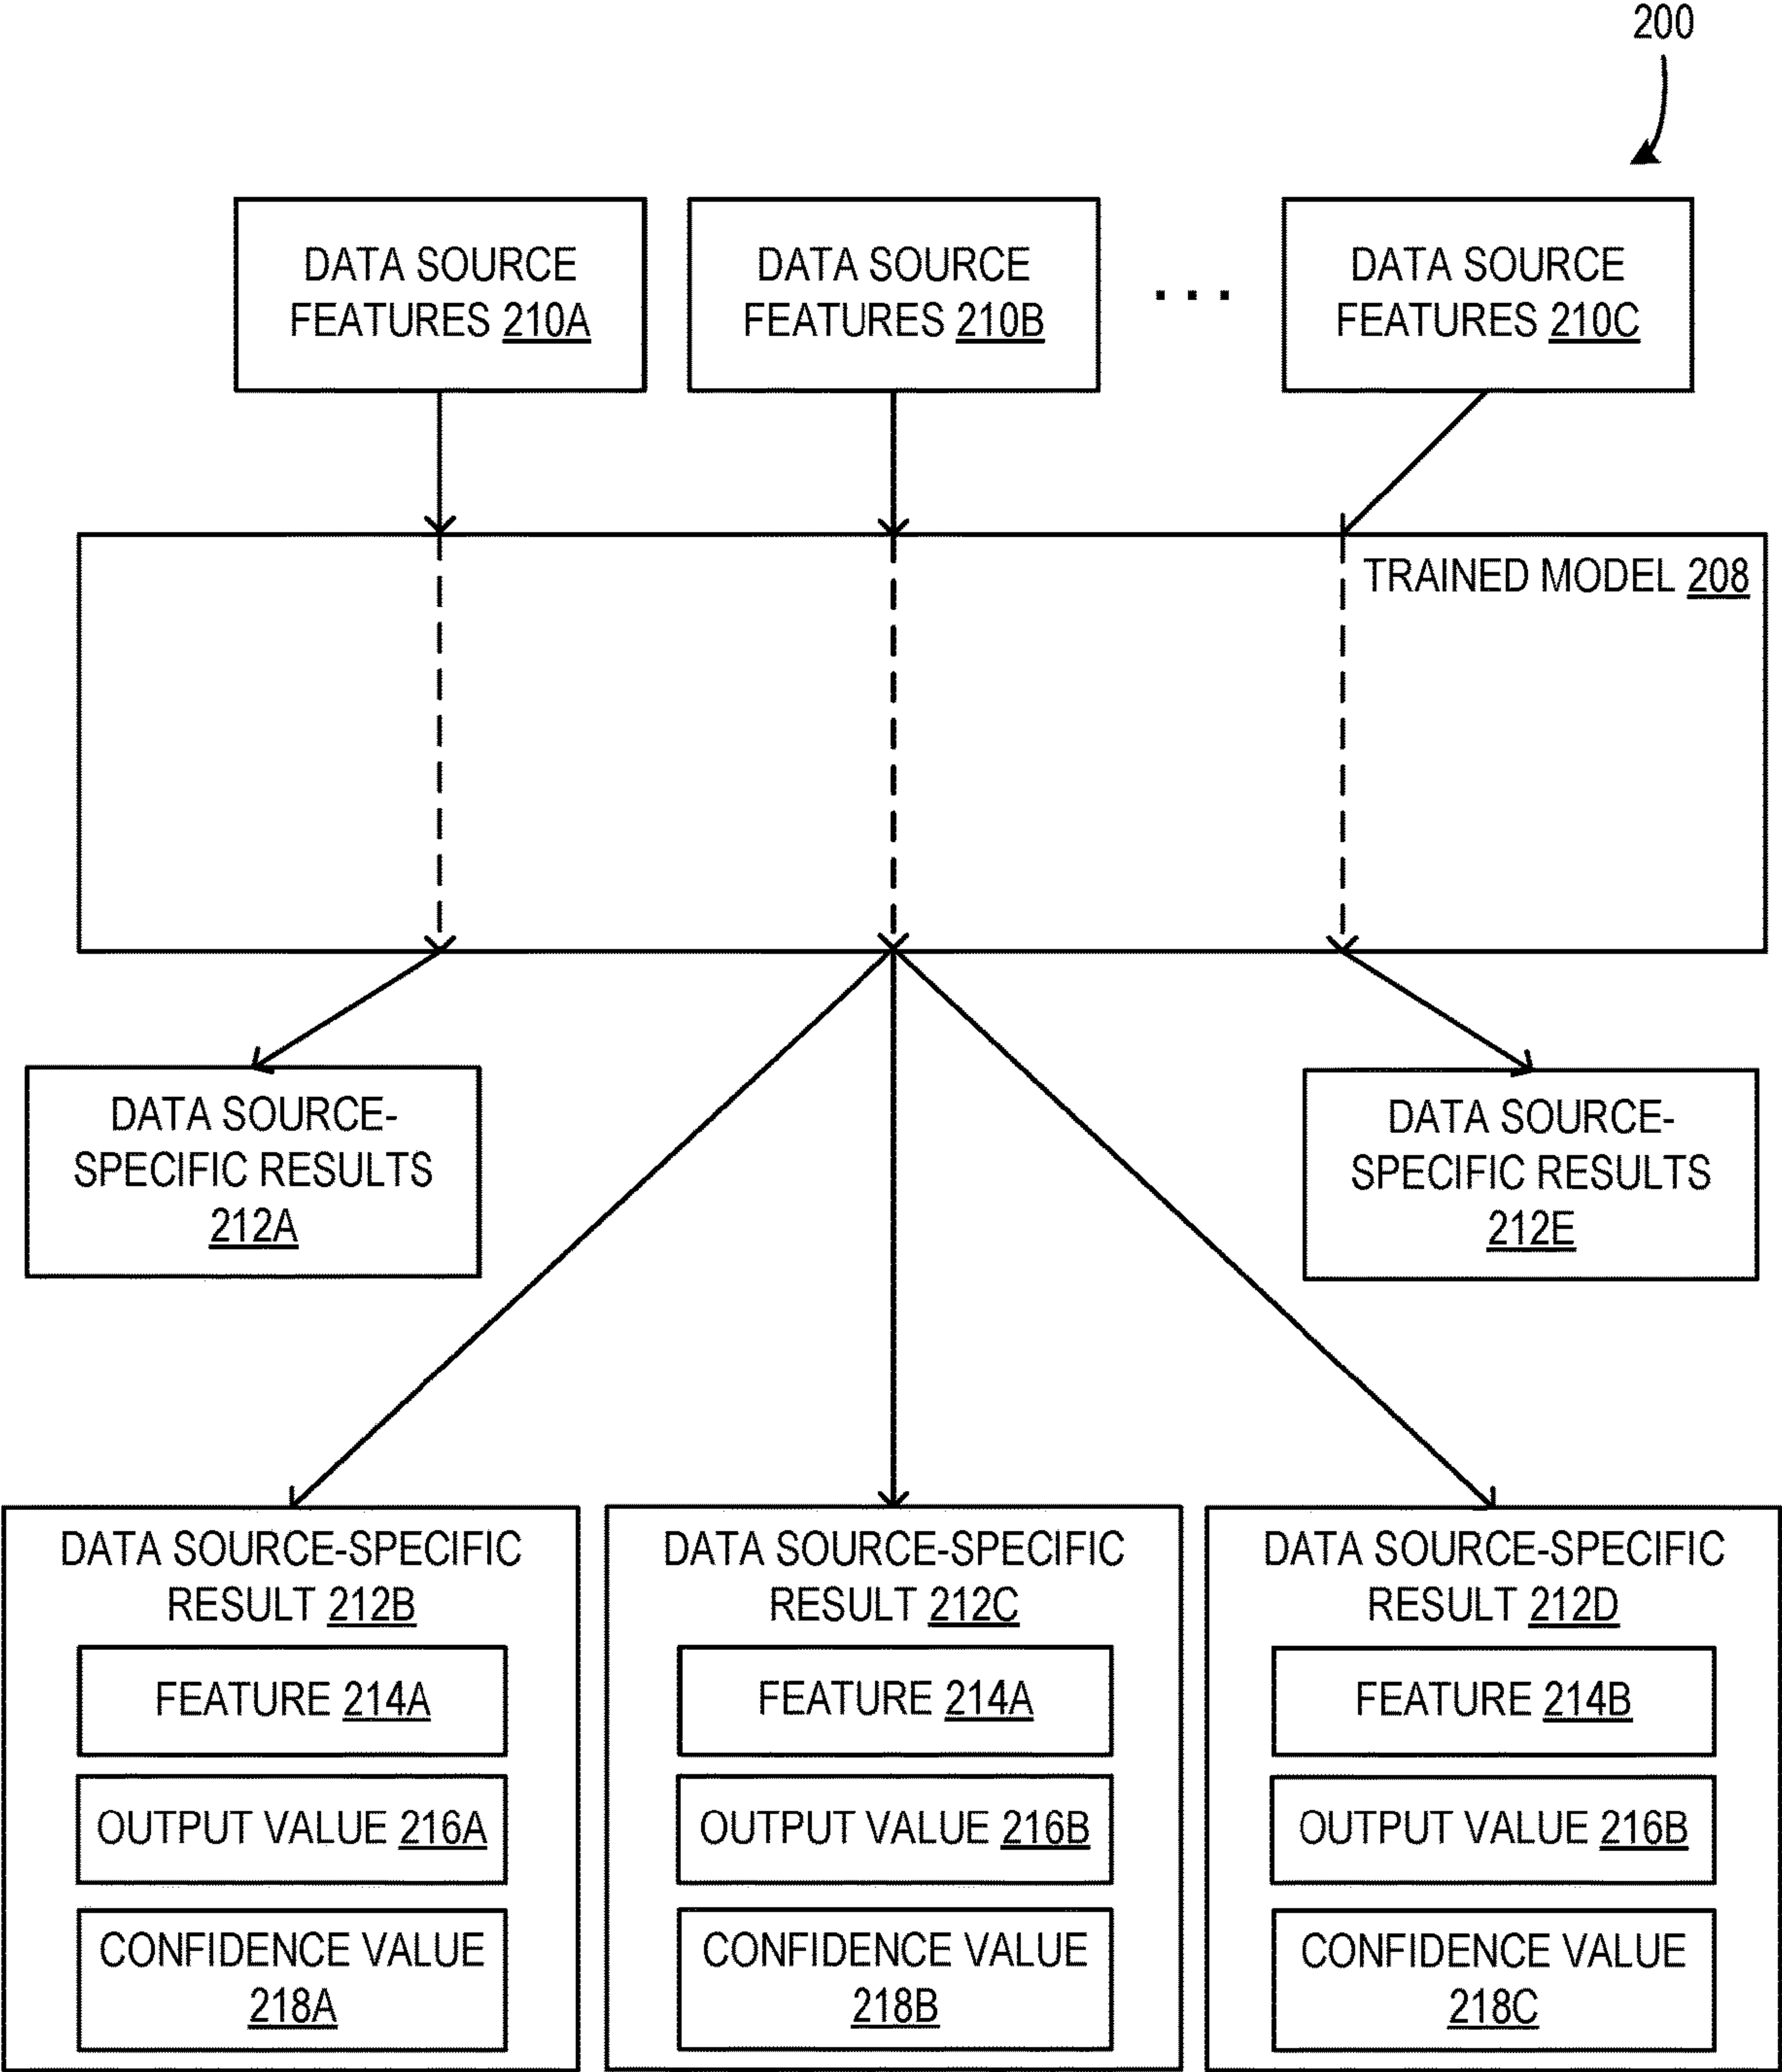 200
DATA SOURCE
FEATURES 210A
DATA SOURCE
FEATURES 210B
...
DATA SOURCE
FEATURES 210C
TRAINED MODEL 208
DATA SOURCE-
SPECIFIC RESULTS
212A
DATA SOURCE-
SPECIFIC RESULTS
212E
DATA SOURCE-SPECIFIC
RESULT 212B
FEATURE 214A
OUTPUT VALUE 216A
CONFIDENCE VALUE
218A
DATA SOURCE-SPECIFIC
RESULT 212C
FEATURE 214A
OUTPUT VALUE 216B
CONFIDENCE VALUE
218B
DATA SOURCE-SPECIFIC
RESULT 212D
FEATURE 214B
OUTPUT VALUE 216B
CONFIDENCE VALUE
218C